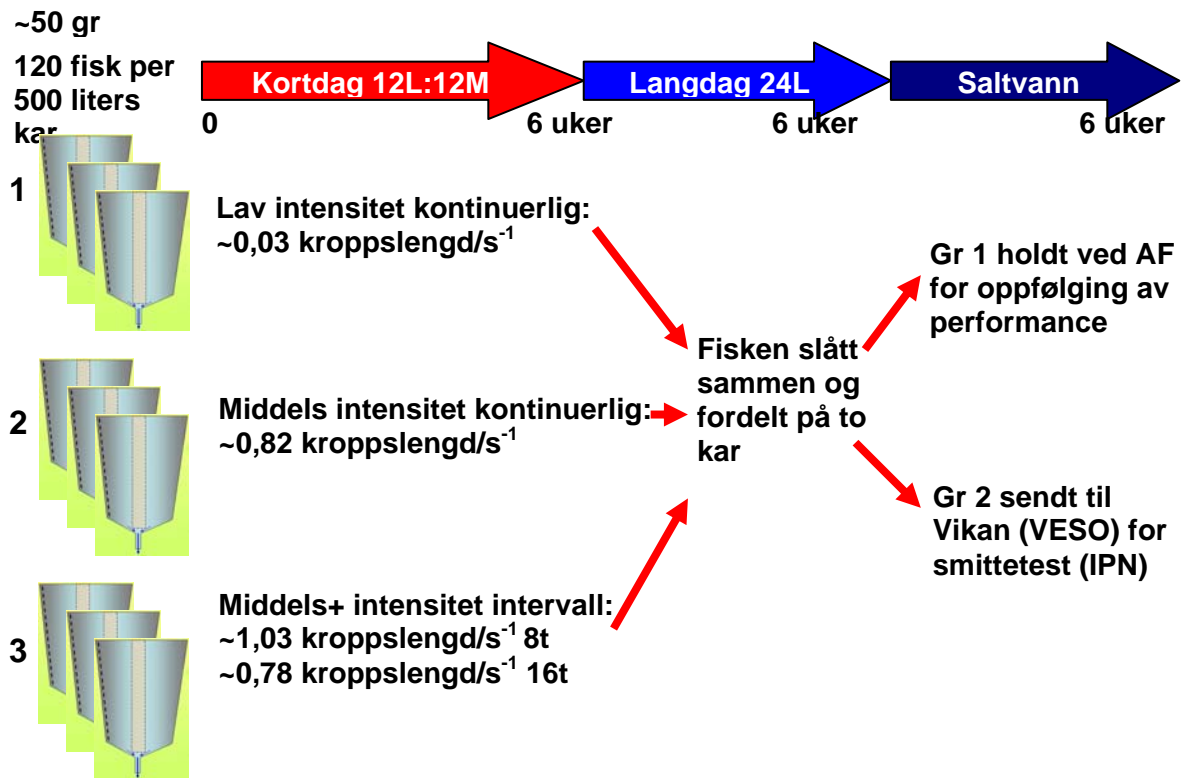 ~50 gr
120 fisk per
500 liters
kar
Kortdag 12L:12M
Langdag 24L
Saltvann
0
6 uker
6 uker
6 uker
1
Lav intensitet kontinuerlig:
~0,03 kroppslengd/s-1
2
Middels intensitet kontinuerlig:
~0,82 kroppslengd/s-1
3
Middels+ intensitet intervall:
~1,03 kroppslengd/s-1 8t
~0,78 kroppslengd/s-1 16t
Fisken slått
sammen og
fordelt på to
kar
Gr 1 holdt ved AF
for oppfølging av
performance
Gr 2 sendt til
Vikan (VESO) for
smittetest (IPN)